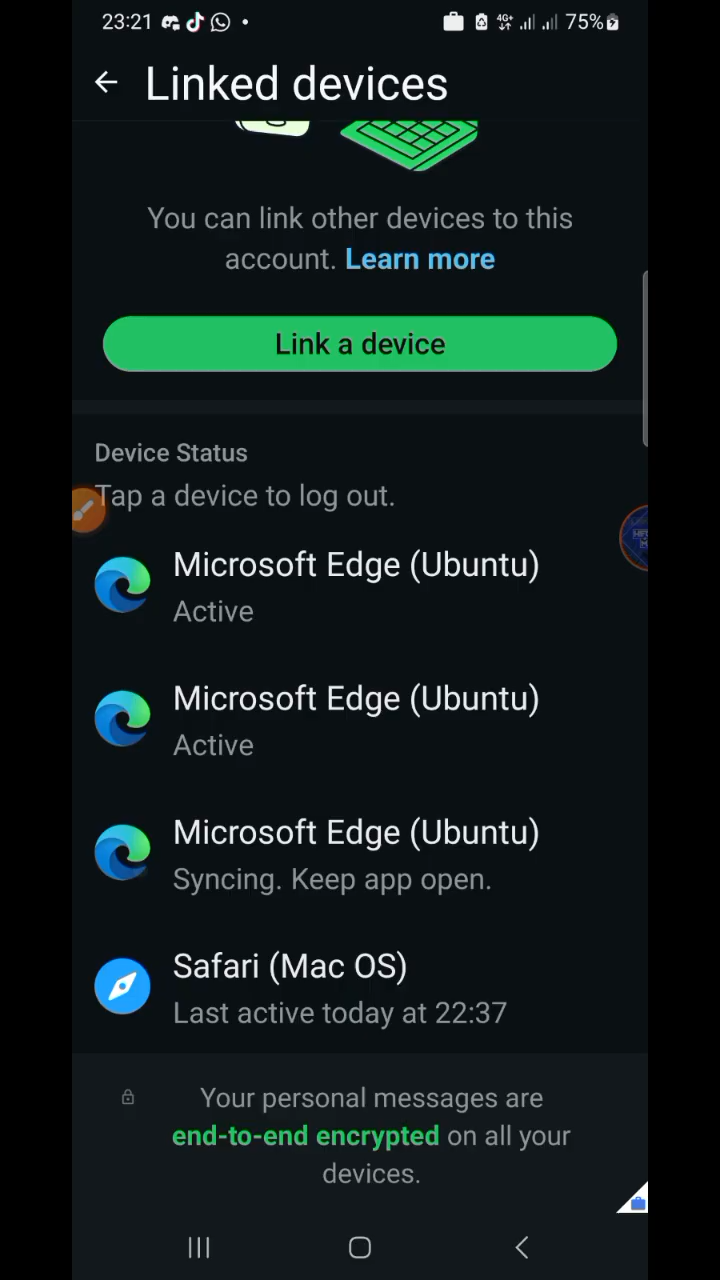 23:21
4G+
75%
Linked devices
You can link other devices to this
account. Learn more
Link a device
Device Status
Tap a device to log out.
Microsoft Edge (Ubuntu)
Active
Microsoft Edge (Ubuntu)
Active
Microsoft Edge (Ubuntu)
Syncing. Keep app open.
Safari (Mac OS)
Last active today at 22:37
Your personal messages are
end-to-end encrypted on all your
devices.